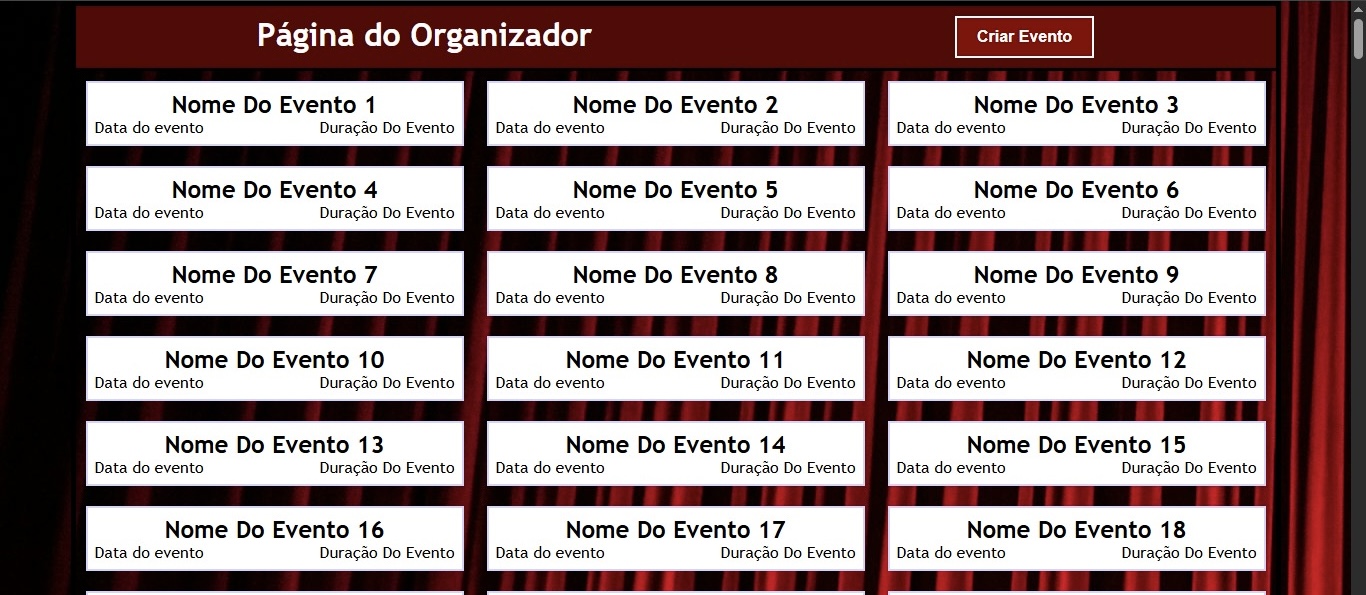 Página do Organizador
Criar Evento
Nome Do Evento 1
Data do evento Duração Do Evento
Nome Do Evento 2
Data do evento Duração Do Evento
Nome Do Evento 3
Data do evento Duração Do Evento
Nome Do Evento 4
Data do evento Duração Do Evento
Nome Do Evento 5
Data do evento Duração Do Evento
Nome Do Evento 6
Data do evento Duração Do Evento
Nome Do Evento 7
Data do evento Duração Do Evento
Nome Do Evento 8
Data do evento Duração Do Evento
Nome Do Evento 9
Data do evento Duração Do Evento
Nome Do Evento 10
Data do evento Duração Do Evento
Nome Do Evento 11
Data do evento Duração Do Evento
Nome Do Evento 12
Data do evento Duração Do Evento
Nome Do Evento 13
Data do evento Duração Do Evento
Nome Do Evento 14
Data do evento Duração Do Evento
Nome Do Evento 15
Data do evento Duração Do Evento
Nome Do Evento 16
Data do evento Duração Do Evento
Nome Do Evento 17
Data do evento Duração Do Evento
Nome Do Evento 18
Data do evento Duração Do Evento